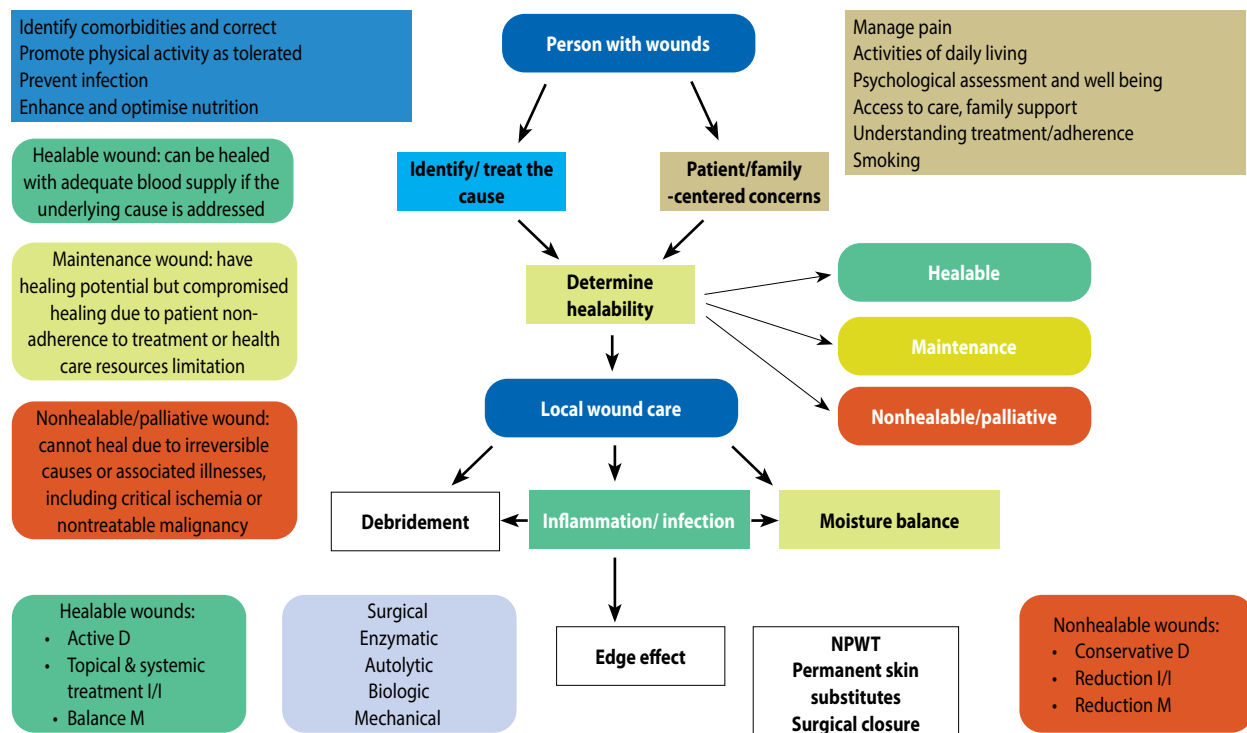 Identify comorbidities and correct
Promote physical activity as tolerated
Prevent infection
Enhance and optimise nutrition
Person with wounds
Manage pain
Activities of daily living
Psychological assessment and well being
Access to care, family support
Understanding treatment/adherence
Smoking
Healable wound: can be healed
with adequate blood supply if the
underlying cause is addressed
Identify/ treat the
cause
Patient/family
-centered concerns
Maintenance wound: have
healing potential but compromised
healing due to patient non-
adherence to treatment or health
care resources limitation
Determine
healability
Healable
Maintenance
Nonhealable/palliative
Nonhealable/palliative wound:
cannot heal due to irreversible
causes or associated illnesses,
including critical ischemia or
nontreatable malignancy
Local wound care
Debridement
Inflammation/ infection
Moisture balance
Healable wounds:
• Active D
• Topical & systemic
treatment I/I
• Balance M
Surgical
Enzymatic
Autolytic
Biologic
Mechanical
Edge effect
NPWT
Permanent skin
substitutes
Surgical closure
Nonhealable wounds:
• Conservative D
• Reduction I/I
• Reduction M